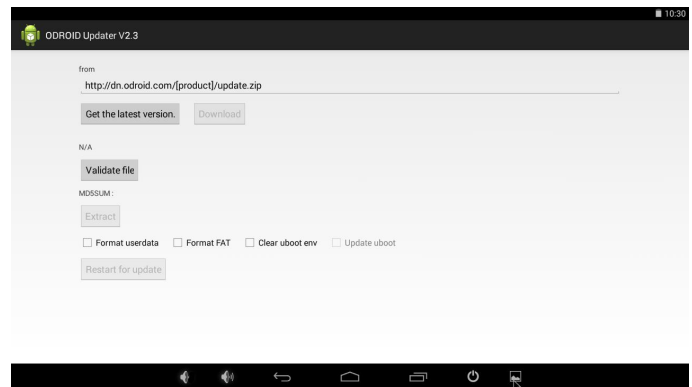 10:30
ODROID Updater V2.3
from
http://dn.odroid.com/[product]/update.zip
Get the latest version. Download
N/A
Validate file
MD5SUM :
Extract
Format userdata Format FAT Clear uboot env Update uboot
Restart for update